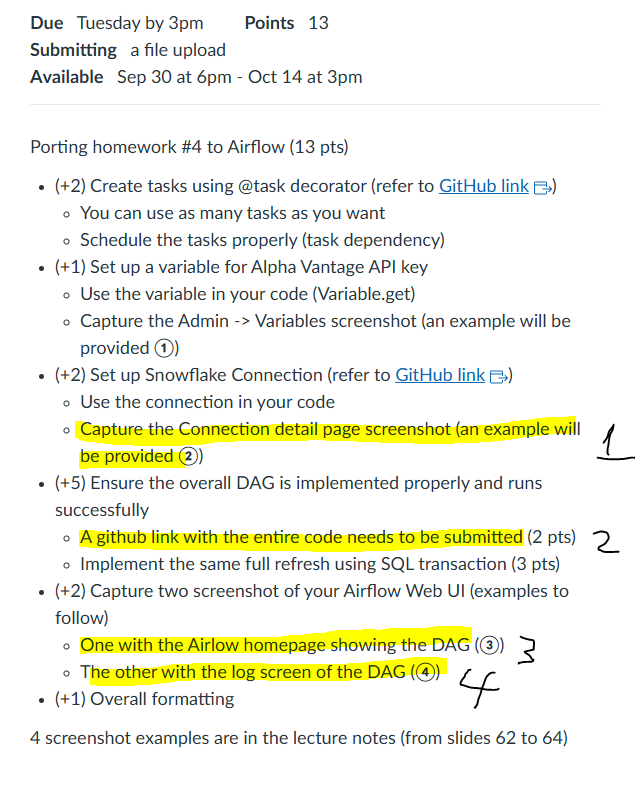 Due Tuesday by 3pm Points 13
Submitting a file upload
Available Sep 30 at 6pm - Oct 14 at 3pm
Porting homework #4 to Airflow (13 pts)
• (+2) Create tasks using @task decorator (refer to GitHub link)
◦ You can use as many tasks as you want
◦ Schedule the tasks properly (task dependency)
• (+1) Set up a variable for Alpha Vantage API key
◦ Use the variable in your code (Variable.get)
◦ Capture the Admin -> Variables screenshot (an example will be
provided ①)
• (+2) Set up Snowflake Connection (refer to GitHub link)
◦ Use the connection in your code
◦ Capture the Connection detail page screenshot (an example will
be provided ②) 1
• (+5) Ensure the overall DAG is implemented properly and runs
successfully
◦ A github link with the entire code needs to be submitted (2 pts) 2
◦ Implement the same full refresh using SQL transaction (3 pts)
• (+2) Capture two screenshot of your Airflow Web UI (examples to
follow)
◦ One with the Airlow homepage showing the DAG (③) 3
◦ The other with the log screen of the DAG (④) 4
• (+1) Overall formatting
4 screenshot examples are in the lecture notes (from slides 62 to 64)